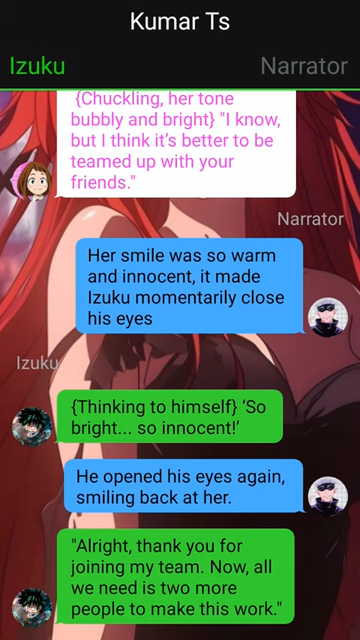 Kumar Ts
Izuku
Narrator
{Chuckling, her tone
bubbly and bright} "I know,
but I think it's better to be
teamed up with your
friends."
Narrator
Her smile was so warm
and innocent, it made
Izuku momentarily close
his eyes
Izuku
{Thinking to himself} ‘So
bright... so innocent!’
He opened his eyes again,
smiling back at her.
"Alright, thank you for
joining my team. Now, all
we need is two more
people to make this work."